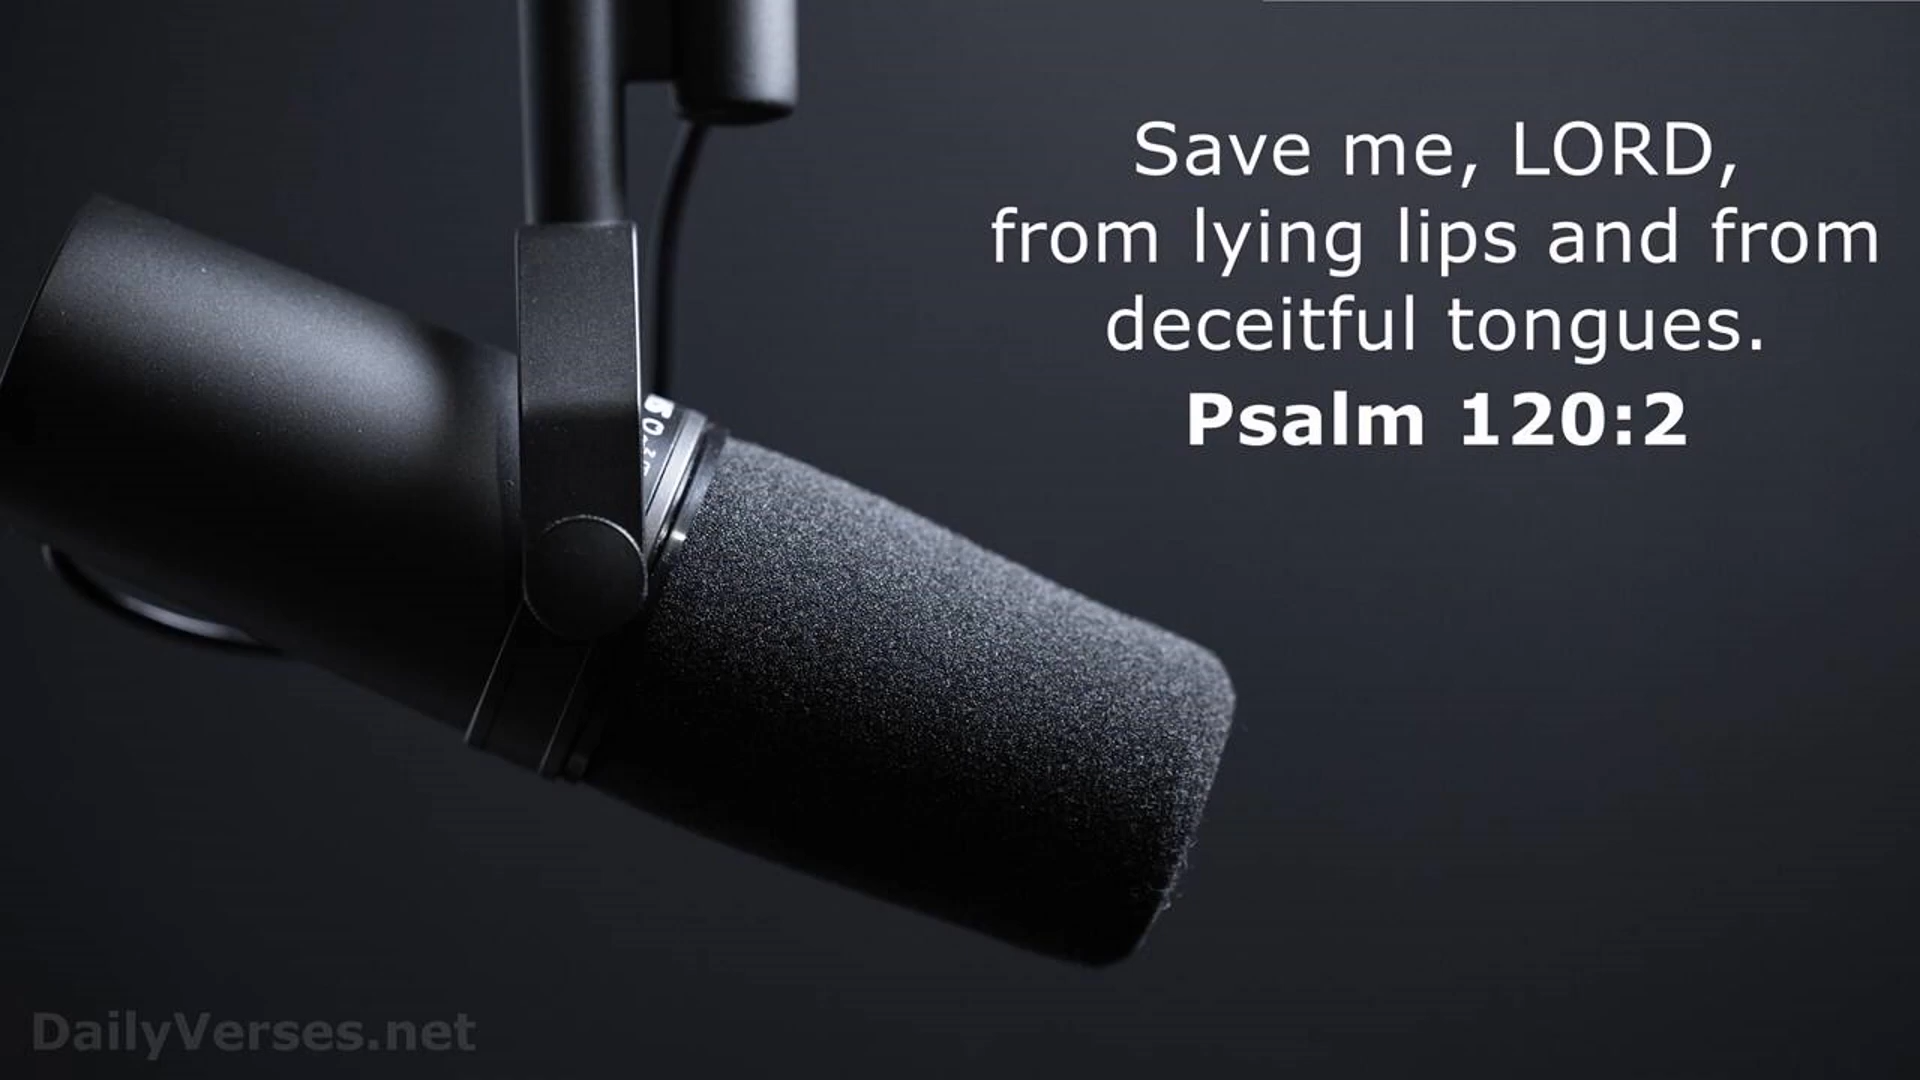 Save me, LORD,
from lying lips and from
deceitful tongues.
Psalm 120:2
DailyVerses.net